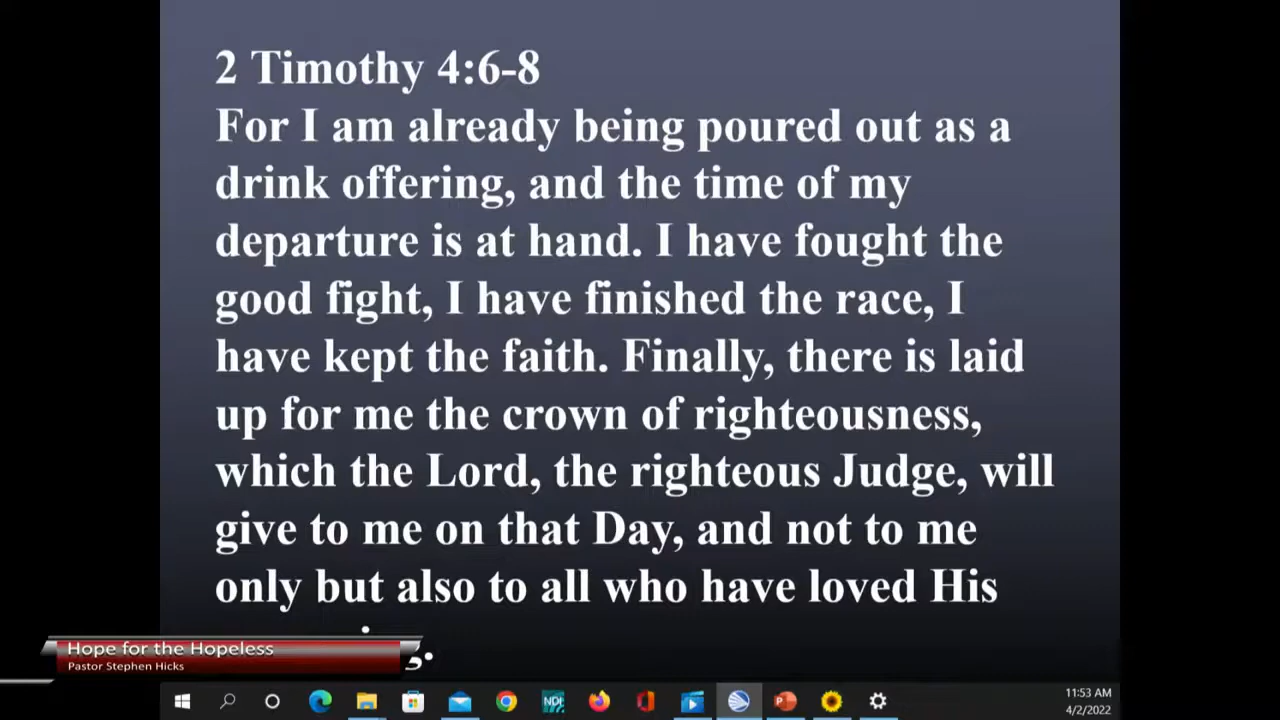 2 Timothy 4:6-8
For I am already being poured out as a
drink offering, and the time of my
departure is at hand. I have fought the
good fight, I have finished the race, I
have kept the faith. Finally, there is laid
up for me the crown of righteousness,
which the Lord, the righteous Judge, will
give to me on that Day, and not to me
only but also to all who have loved His
Hope for the Hopeless
Pastor Stephen Hicks
NDI
11:53 AM
4/2/2022